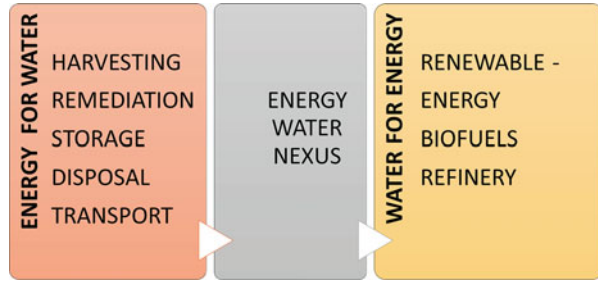 ENERGY FOR WATER
HARVESTING
REMEDIATION
STORAGE
DISPOSAL
TRANSPORT
ENERGY
WATER
NEXUS
WATER FOR ENERGY
RENEWABLE -
ENERGY
BIOFUELS
REFINERY